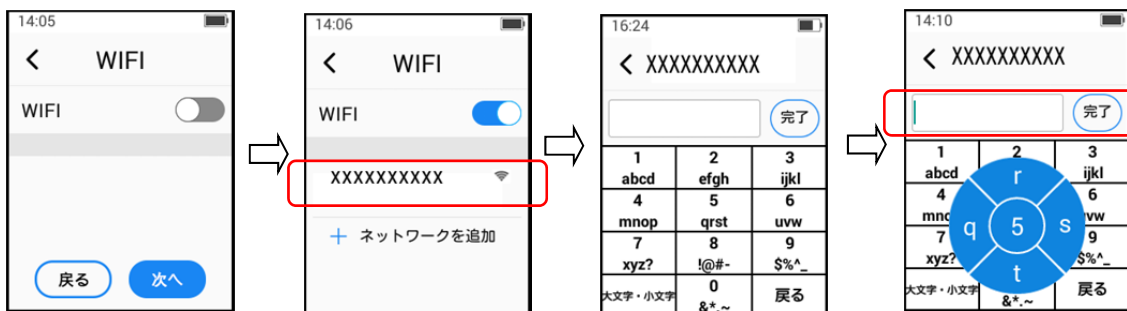 14:05
WIFI
WIFI
戻る
次へ
14:06
WIFI
WIFI
XXXXXXXXXX
+ ネットワークを追加
16:24
XXXXXXXXXX
完了
1 2 3
abcd efgh ijkl
4 5 6
mnop qrst uvw
7 8 9
xyz? !@#- $%^_
大文字・小文字 0 戻る
&*.~
14:10
XXXXXXXXXX
完了
1 2 3
abcd r ijkl
4 6
mno vw
q 5 s
7 9
xyz? $%^_
t
大文字・小文字 戻る
&*.~